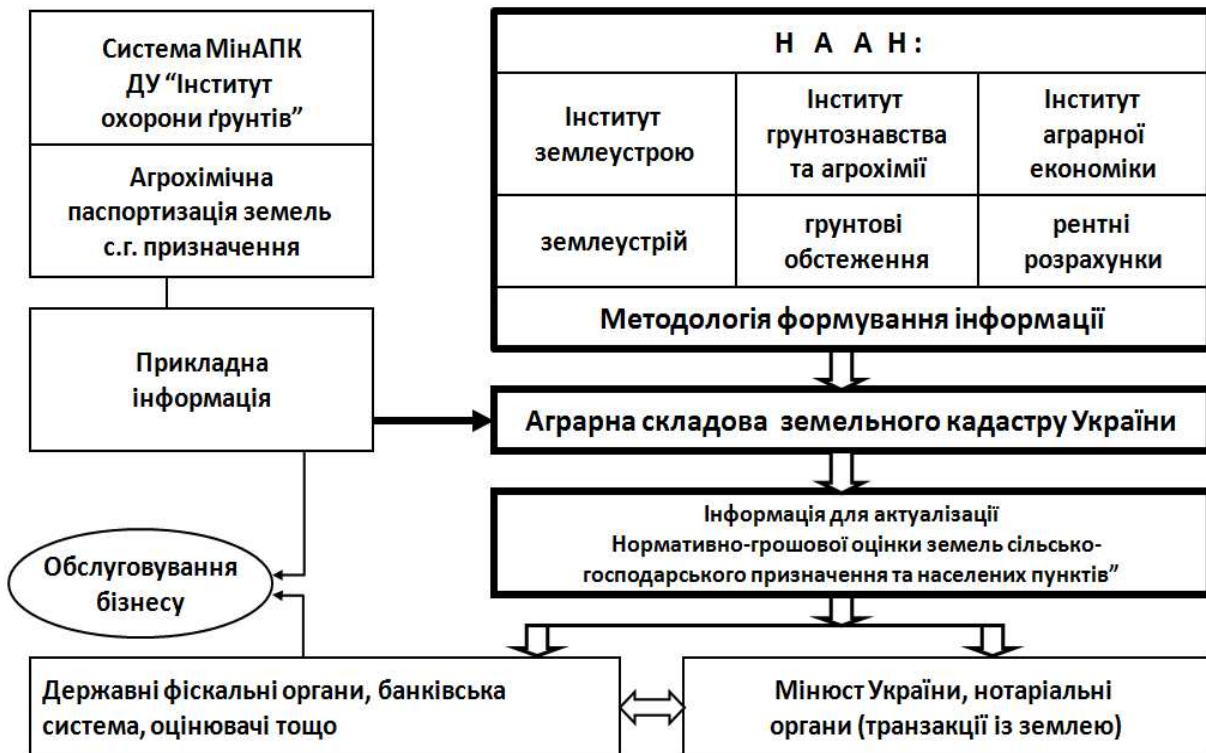 Система МінАПК
ДУ “Інститут
охорони ґрунтів”
Агрохімічна
паспортизація земель
с.г. призначення
Прикладна
інформація
Обслуговування
бізнесу
Н А А Н :
Інститут
землеустрою
Інститут
грунтознавства
та агрохімії
Інститут
аграрної
економіки
землеустрій
грунтові
обстеження
рентні
розрахунки
Методологія формування інформації
Аграрна складова земельного кадастру України
Інформація для актуалізації
Нормативно-грошової оцінки земель сільсько-
господарського призначення та населених пунктів”
Державні фіскальні органи, банківська
система, оцінювачі тощо
Мінюст України, нотаріальні
органи (транзакції із землею)